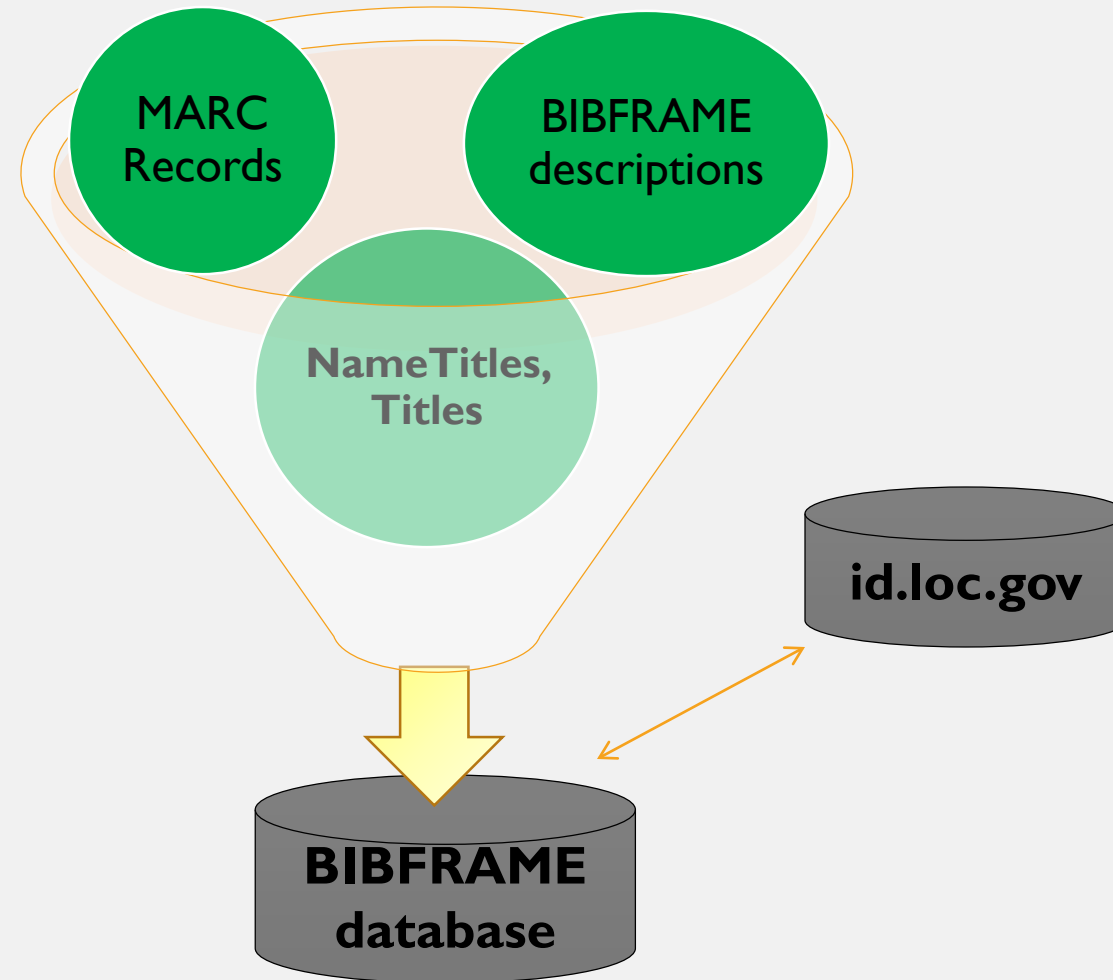 MARC
Records
BIBFRAME
descriptions
NameTitles,
Titles
id.loc.gov
BIBFRAME
database